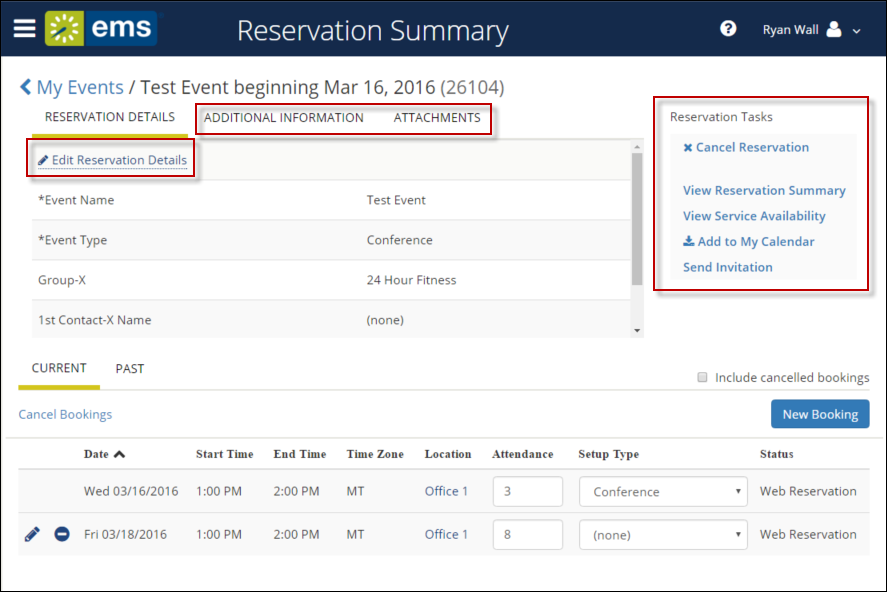 ems
Reservation Summary
? Ryan Wall
My Events / Test Event beginning Mar 16, 2016 (26104)
RESERVATION DETAILS ADDITIONAL INFORMATION ATTACHMENTS
Edit Reservation Details
*Event Name Test Event
*Event Type Conference
Group-X 24 Hour Fitness
1st Contact-X Name (none)
Reservation Tasks
Cancel Reservation
View Reservation Summary
View Service Availability
Add to My Calendar
Send Invitation
CURRENT PAST
Include cancelled bookings
Cancel Bookings
New Booking
Date Start Time End Time Time Zone Location Attendance Setup Type Status
Wed 03/16/2016 1:00 PM 2:00 PM MT Office 1 3 Conference Web Reservation
Fri 03/18/2016 1:00 PM 2:00 PM MT Office 1 8 (none) Web Reservation